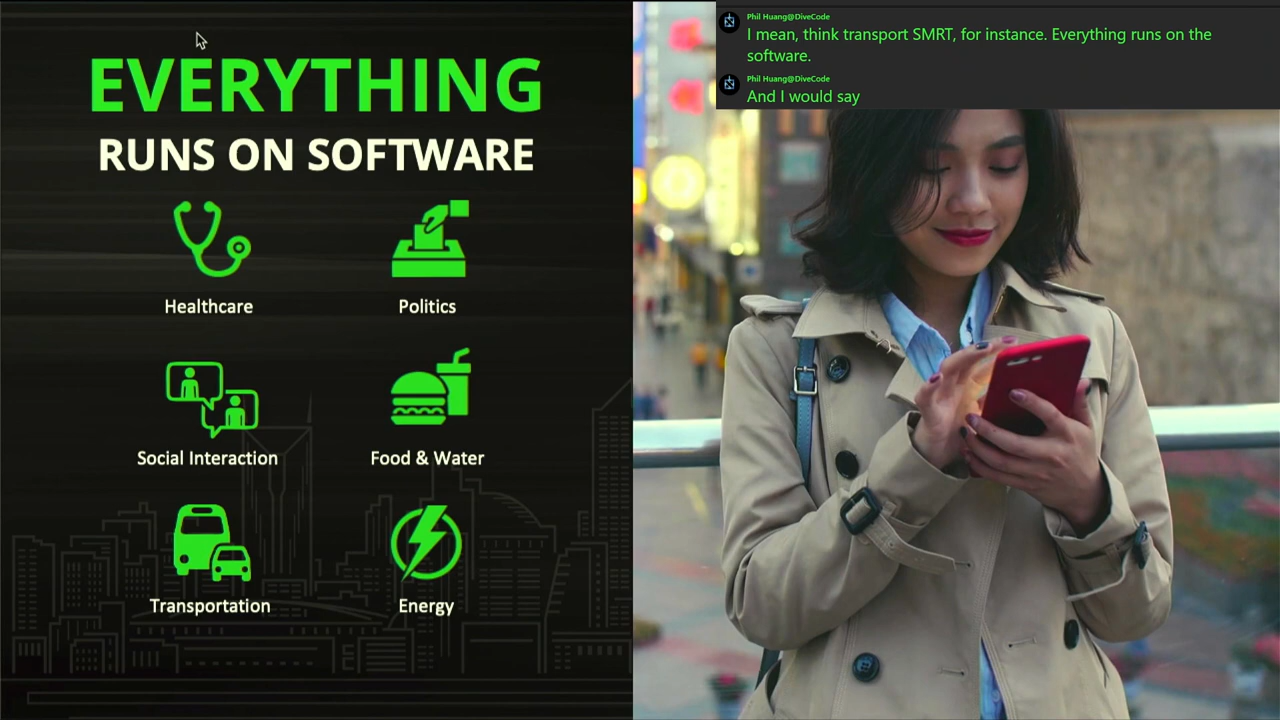 EVERYTHING
RUNS ON SOFTWARE
Healthcare
Politics
Social Interaction
Food & Water
Transportation
Energy
Phil Huang@DiveCode
I mean, think transport SMRT, for instance. Everything runs on the
software.
Phil Huang@DiveCode
And I would say